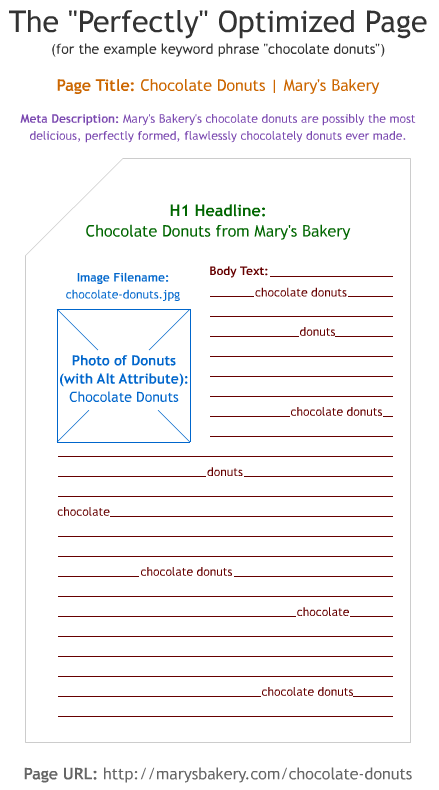 The "Perfectly" Optimized Page
(for the example keyword phrase "chocolate donuts")
Page Title: Chocolate Donuts | Mary's Bakery
Meta Description: Mary's Bakery's chocolate donuts are possibly the most
delicious, perfectly formed, flawlessly chocolately donuts ever made.
H1 Headline:
Chocolate Donuts from Mary's Bakery
Image Filename:
chocolate-donuts.jpg
Photo of Donuts
(with Alt Attribute):
Chocolate Donuts
Body Text:
chocolate donuts
donuts
chocolate donuts
donuts
chocolate
chocolate donuts
chocolate
chocolate donuts
Page URL: http://marysbakery.com/chocolate-donuts